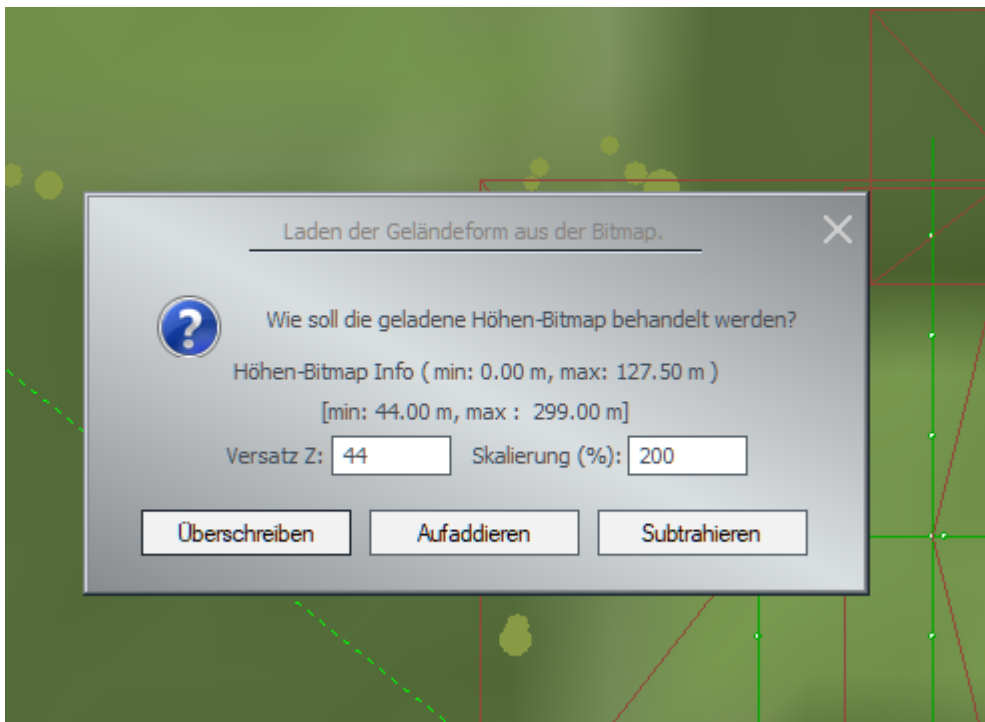 Laden der Geländeform aus der Bitmap.
Wie soll die geladene Höhen-Bitmap behandelt werden?
Höhen-Bitmap Info ( min: 0.00 m, max: 127.50 m )
[min: 44.00 m, max :  299.00 m]
Versatz Z: 44 Skalierung (%): 200
Überschreiben Aufaddieren Subtrahieren